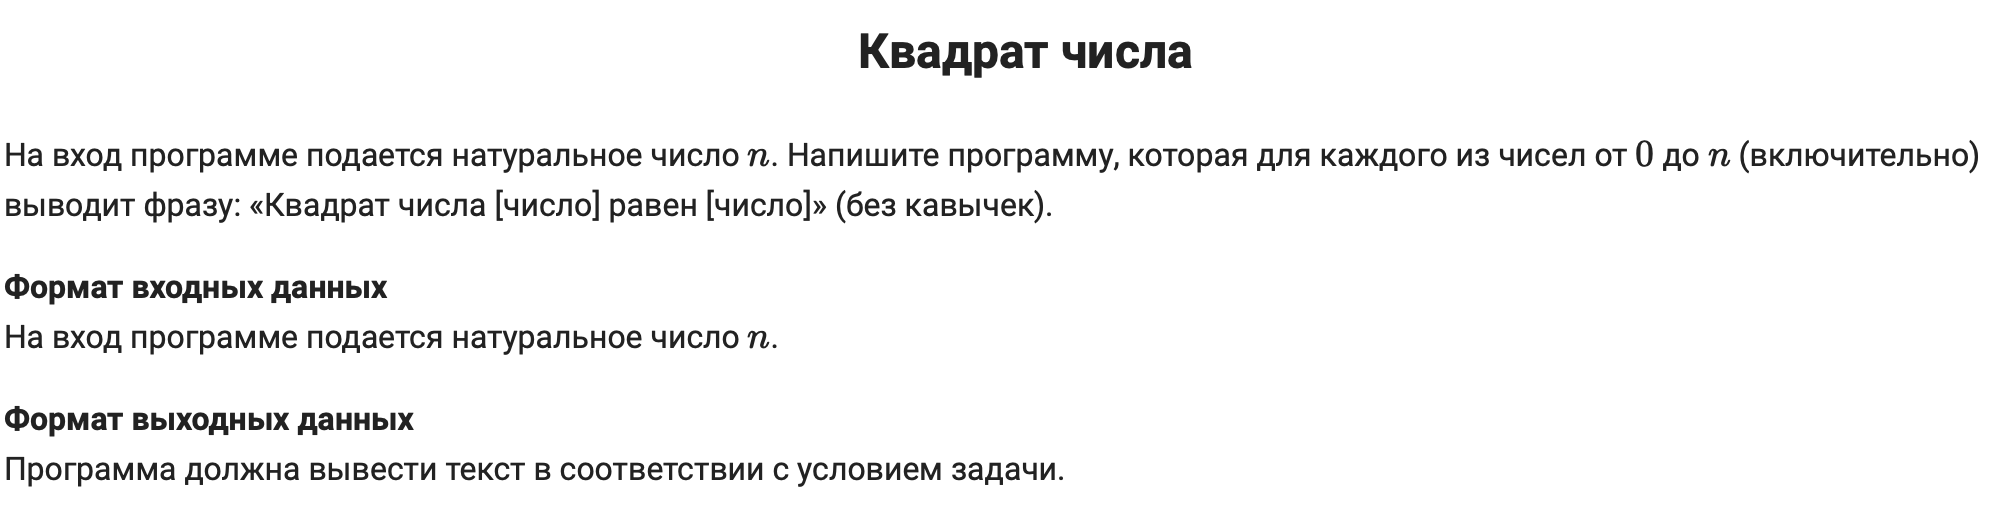 Квадрат числа
На вход программе подается натуральное число n. Напишите программу, которая для каждого из чисел от 0 до n (включительно)
выводит фразу: «Квадрат числа [число] равен [число]» (без кавычек).
Формат входных данных
На вход программе подается натуральное число n.
Формат выходных данных
Программа должна вывести текст в соответствии с условием задачи.